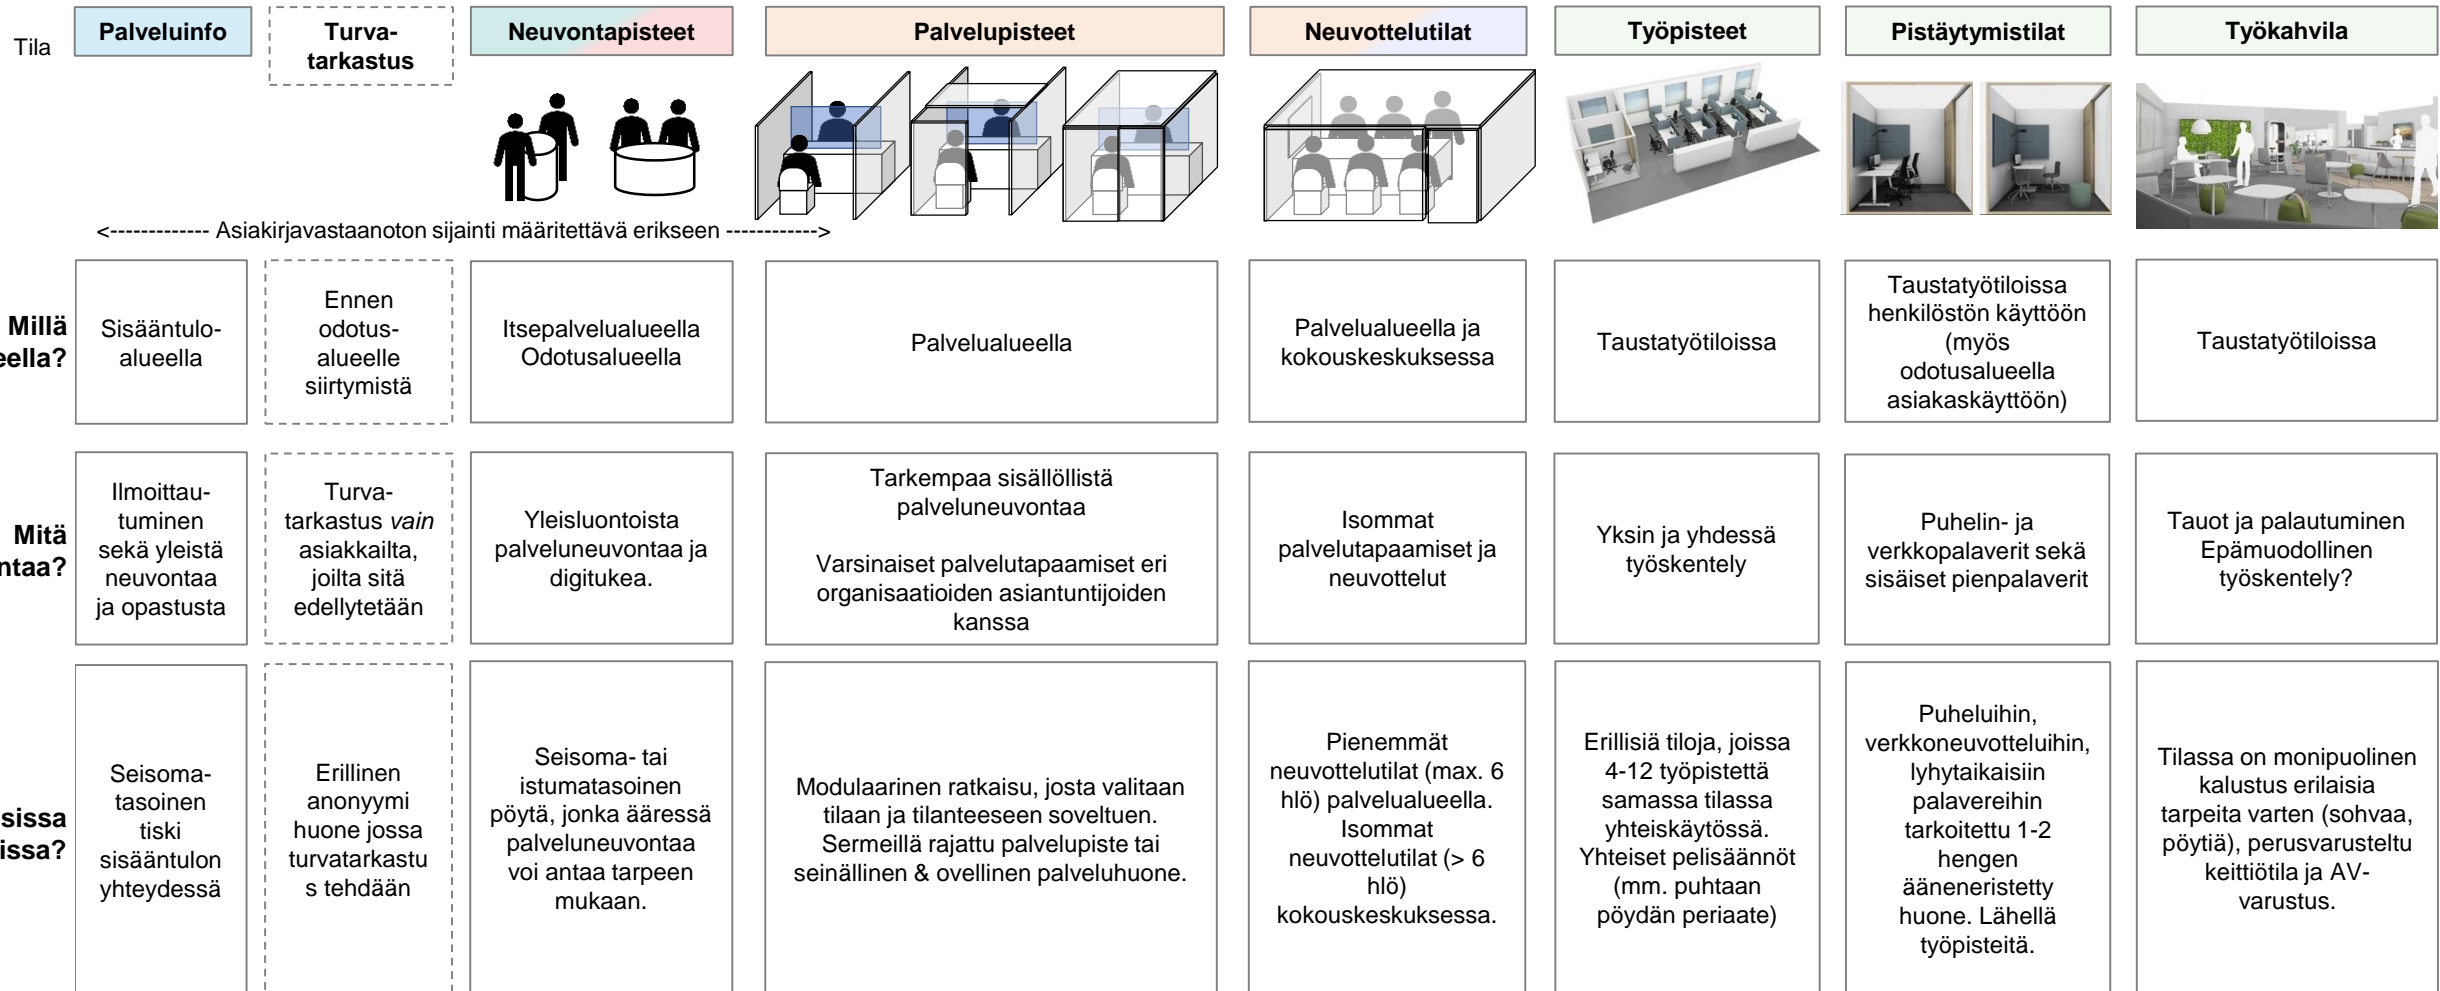 Tila
Palveluinfo
Turva-
tarkastus
Neuvontapisteet
Palvelupisteet
Neuvottelutilat
Työpisteet
Pistäytymistilat
Työkahvila
<------------- Asiakirjavastaanoton sijainti määritettävä erikseen ------------>
Millä
eella?
Sisääntulo-
alueella
Ennen
odotus-
alueelle
siirtymistä
Itsepalvelualueella
Odotusalueella
Palvelualueella
Palvelualueella ja
kokouskeskuksessa
Taustatyötiloissa
Taustatyötiloissa
henkilöstön käyttöön
(myös
odotusalueella
asiakaskäyttöön)
Taustatyötiloissa
Mitä
ntaa?
Ilmoittau-
tuminen
sekä yleistä
neuvontaa
ja opastusta
Turva-
tarkastus vain
asiakkailta,
joilta sitä
edellytetään
Yleisluontoista
palveluneuvontaa ja
digitukea.
Tarkempaa sisällöllistä
palveluneuvontaa
Varsinaiset palvelutapaamiset eri
organisaatioiden asiantuntijoiden
kanssa
Isommat
palvelutapaamiset ja
neuvottelut
Yksin ja yhdessä
työskentely
Puhelin- ja
verkkopalaverit sekä
sisäiset pienpalaverit
Tauot ja palautuminen
Epämuodollinen
työskentely?
sissa
issa?
Seisoma-
tasoinen
tiski
sisääntulon
yhteydessä
Erillinen
anonyymi
huone jossa
turvatarkastu
s tehdään
Seisoma- tai
istumatasoinen
pöytä, jonka ääressä
palveluneuvontaa
voi antaa tarpeen
mukaan.
Modulaarinen ratkaisu, josta valitaan
tilaan ja tilanteeseen soveltuen.
Sermeillä rajattu palvelupiste tai
seinällinen & ovellinen palveluhuone.
Pienemmät
neuvottelutilat (max. 6
hlö) palvelualueella.
Isommat
neuvottelutilat (> 6
hlö)
kokouskeskuksessa.
Erillisiä tiloja, joissa
4-12 työpistettä
samassa tilassa
yhteiskäytössä.
Yhteiset pelisäännöt
(mm. puhtaan
pöydän periaate)
Puheluihin,
verkkoneuvotteluihin,
lyhytaikaisiin
palavereihin
tarkoitettu 1-2
hengen
ääneneristetty
huone. Lähellä
työpisteitä.
Tilassa on monipuolinen
kalustus erilaisia
tarpeita varten (sohvaa,
pöytiä), perusvarusteltu
keittiötila ja AV-
varustus.